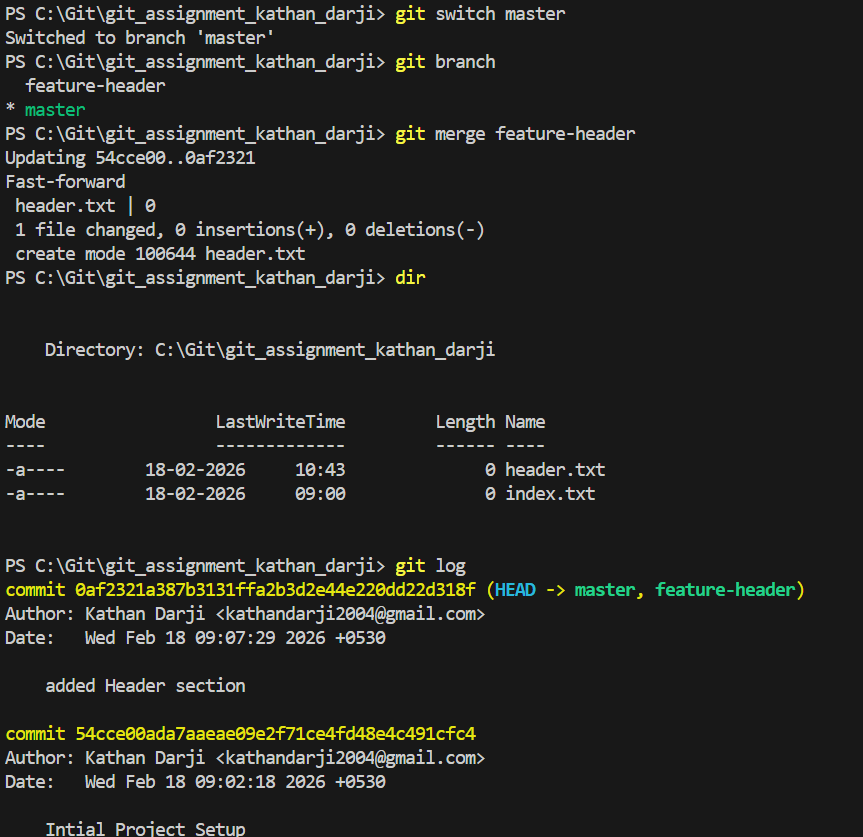 PS C:\Git\git_assignment_kathan_darji> git switch master
Switched to branch 'master'
PS C:\Git\git_assignment_kathan_darji> git branch
  feature-header
* master
PS C:\Git\git_assignment_kathan_darji> git merge feature-header
Updating 54cce00..0af2321
Fast-forward
 header.txt | 0
 1 file changed, 0 insertions(+), 0 deletions(-)
 create mode 100644 header.txt
PS C:\Git\git_assignment_kathan_darji> dir
    Directory: C:\Git\git_assignment_kathan_darji
Mode                 LastWriteTime         Length Name
----                 -------------         ------ ----
-a----        18-02-2026     10:43              0 header.txt
-a----        18-02-2026     09:00              0 index.txt
PS C:\Git\git_assignment_kathan_darji> git log
commit 0af2321a387b3131ffa2b3d2e44e220dd22d318f (HEAD -> master, feature-header)
Author: Kathan Darji <kathandarji2004@gmail.com>
Date:   Wed Feb 18 09:07:29 2026 +0530
    added Header section
commit 54cce00ada7aaeae09e2f71ce4fd48e4c491cfc4
Author: Kathan Darji <kathandarji2004@gmail.com>
Date:   Wed Feb 18 09:02:18 2026 +0530
    Intial Project Setup